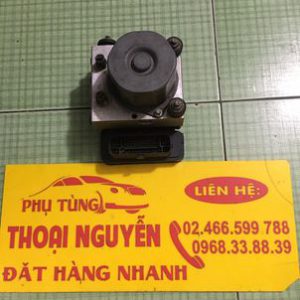 LIÊN HỆ:
PHỤ TÙNG
THOẠI NGUYỄN
02.466.599 788
0968.33.88.39
ĐẶT HÀNG NHANH